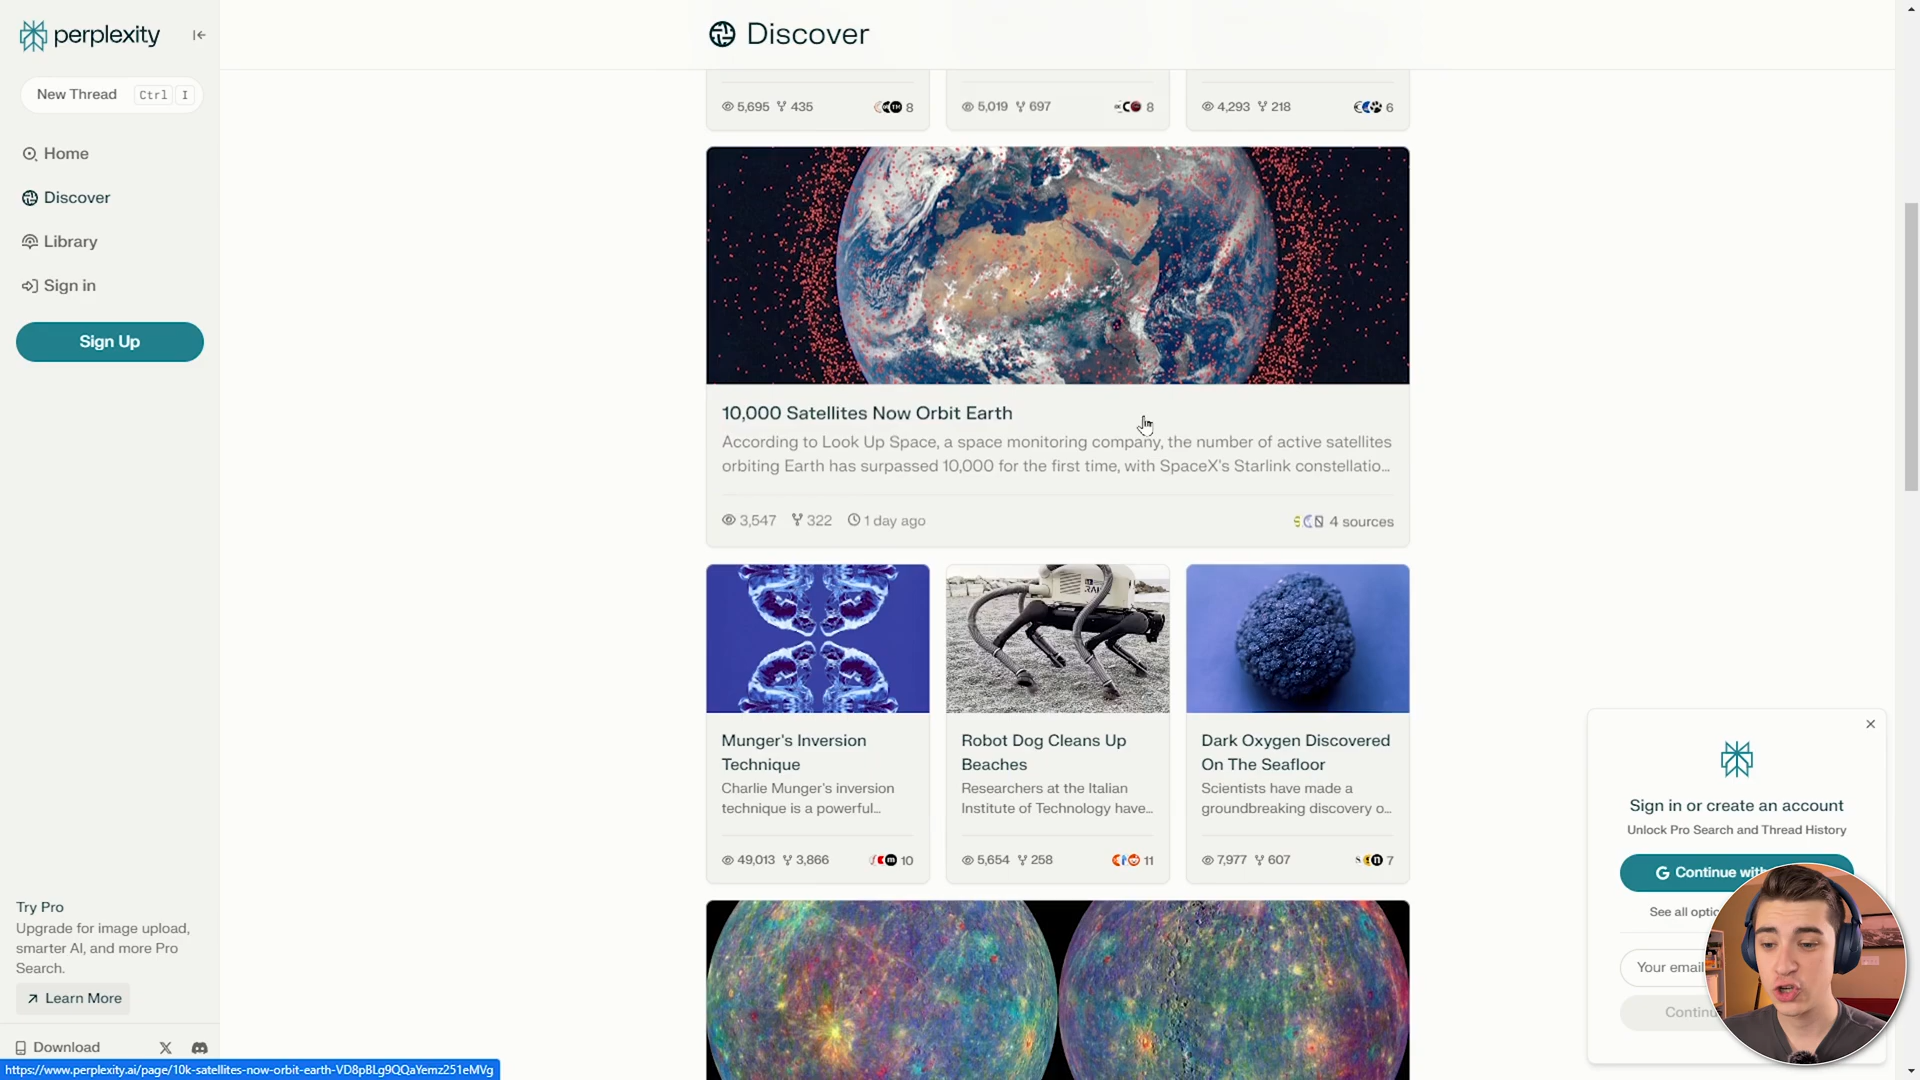 perplexity
New Thread Ctrl I
Home
Discover
Library
Sign in
Sign Up
Try Pro
Upgrade for image upload,
smarter AI, and more Pro
Search.
Learn More
Download
https://www.perplexity.ai/page/10k-satellites-now-orbit-earth-VD8pBLg9QQaYemz251eMVg
Discover
5,695 435 8
5,019 697 8
4,293 218 6
10,000 Satellites Now Orbit Earth
According to Look Up Space, a space monitoring company, the number of active satellites
orbiting Earth has surpassed 10,000 for the first time, with SpaceX's Starlink constellatio...
3,547 322 1 day ago 4 sources
Munger's Inversion
Technique
Charlie Munger's inversion
technique is a powerful...
49,013 3,866 10
Robot Dog Cleans Up
Beaches
Researchers at the Italian
Institute of Technology have...
5,654 258 11
Dark Oxygen Discovered
On The Seafloor
Scientists have made a
groundbreaking discovery o...
7,977 607 7
Sign in or create an account
Unlock Pro Search and Thread History
Continue with
See all optio
Your email
Continu